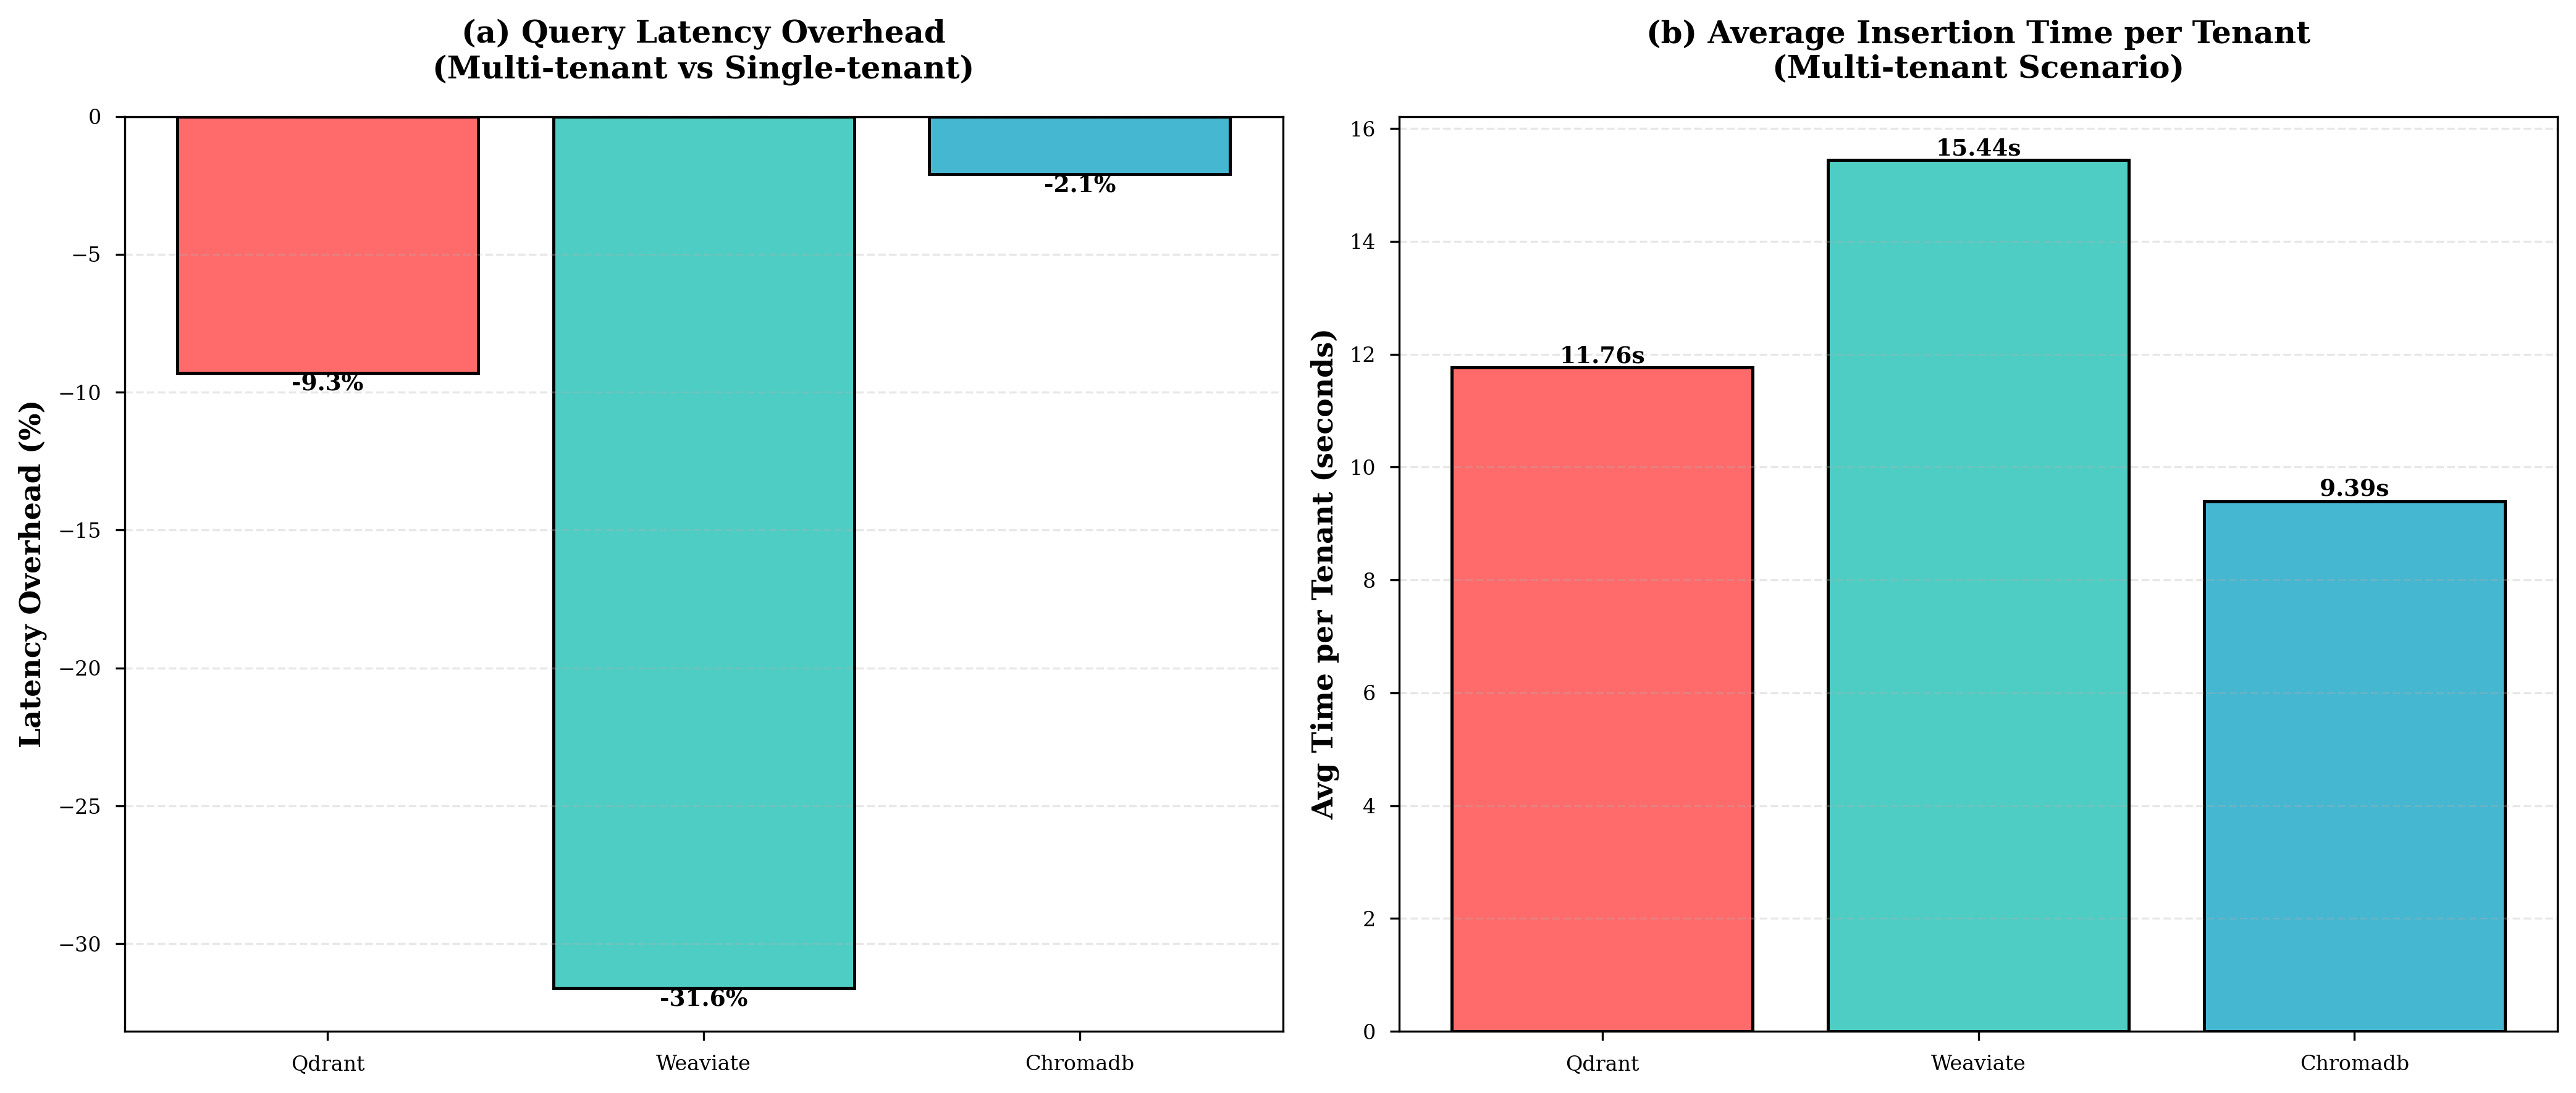 (a) Query Latency Overhead
(Multi-tenant vs Single-tenant)
Latency Overhead (%)
0
−5
−10
−15
−20
−25
−30
-9.3%
-31.6%
-2.1%
Qdrant
Weaviate
Chromadb
(b) Average Insertion Time per Tenant
(Multi-tenant Scenario)
Avg Time per Tenant (seconds)
16
14
12
10
8
6
4
2
0
11.76s
15.44s
9.39s
Qdrant
Weaviate
Chromadb